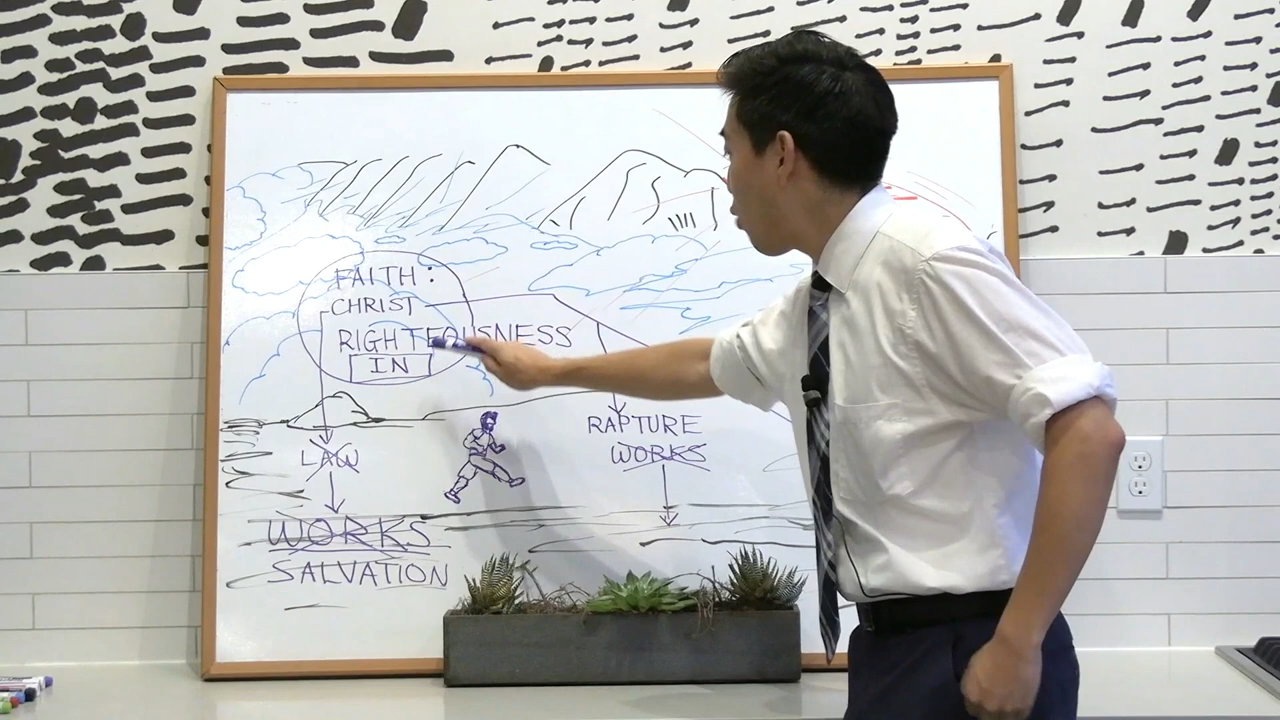 FAITH:
CHRIST
RIGHTEOUSNESS
IN
RAPTURE
WORKS
LAW
WORKS
SALVATION